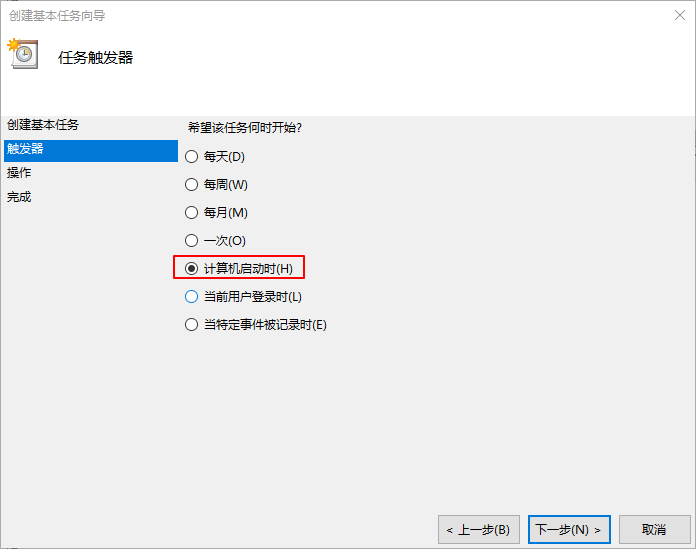 创建基本任务向导
任务触发器
创建基本任务
触发器
操作
完成
希望该任务何时开始?
每天(D)
每周(W)
每月(M)
一次(O)
计算机启动时(H)
当前用户登录时(L)
当特定事件被记录时(E)
< 上一步(B)
下一步(N) >
取消